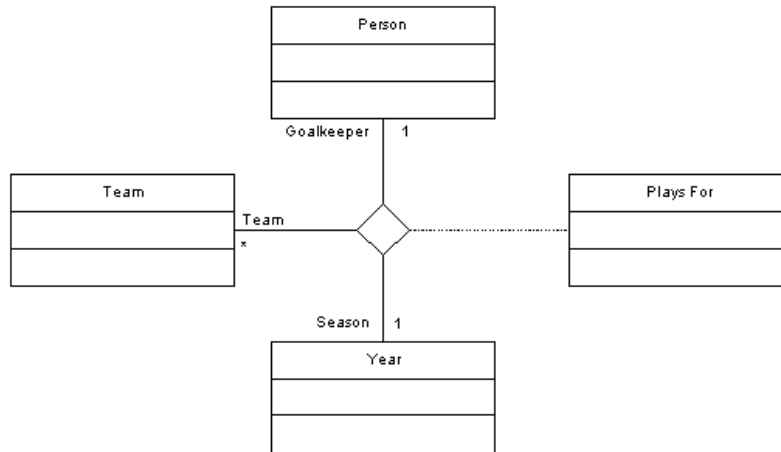 Person
Goalkeeper 1
Team
Plays For
Team
*
Season 1
Year